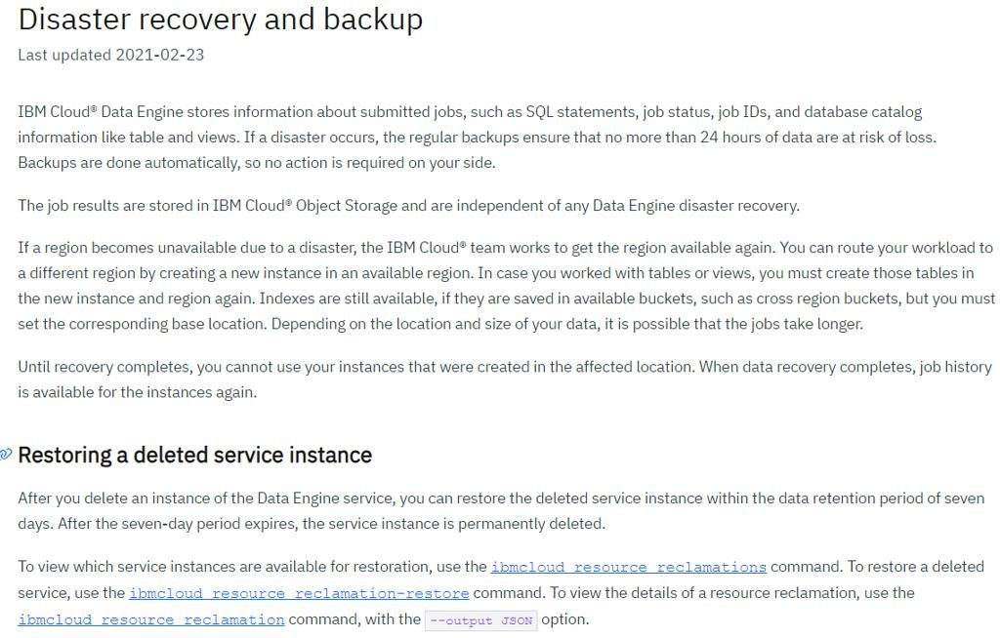 Disaster recovery and backup
Last updated 2021-02-23
IBM Cloud® Data Engine stores information about submitted jobs, such as SQL statements, job status, job IDs, and database catalog
information like table and views. If a disaster occurs, the regular backups ensure that no more than 24 hours of data are at risk of loss.
Backups are done automatically, so no action is required on your side.
The job results are stored in IBM Cloud® Object Storage and are independent of any Data Engine disaster recovery.
If a region becomes unavailable due to a disaster, the IBM Cloud® team works to get the region available again. You can route your workload to
a different region by creating a new instance in an available region. In case you worked with tables or views, you must create those tables in
the new instance and region again. Indexes are still available, if they are saved in available buckets, such as cross region buckets, but you must
set the corresponding base location. Depending on the location and size of your data, it is possible that the jobs take longer.
Until recovery completes, you cannot use your instances that were created in the affected location. When data recovery completes, job history
is available for the instances again.
Restoring a deleted service instance
After you delete an instance of the Data Engine service, you can restore the deleted service instance within the data retention period of seven
days. After the seven-day period expires, the service instance is permanently deleted.
To view which service instances are available for restoration, use the ibmcloud resource reclamations command. To restore a deleted
service, use the ibmcloud resource reclamation-restore command. To view the details of a resource reclamation, use the
ibmcloud resource reclamation command, with the --output JSON option.